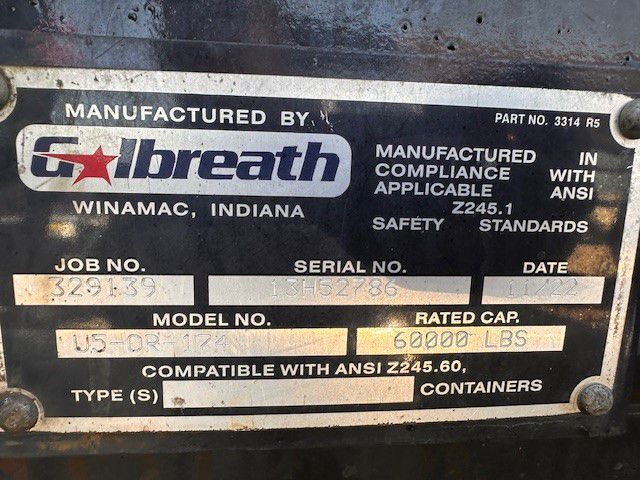 MANUFACTURED BY
PART NO. 3314 R5
Galbreath
WINAMAC, INDIANA
MANUFACTURED IN
COMPLIANCE WITH
APPLICABLE ANSI
Z245.1
SAFETY STANDARDS
JOB NO. SERIAL NO. DATE
329139 13H52786 11/22
MODEL NO. RATED CAP.
U5-OR-174 60000 LBS
COMPATIBLE WITH ANSI Z245.60,
TYPE (S) CONTAINERS